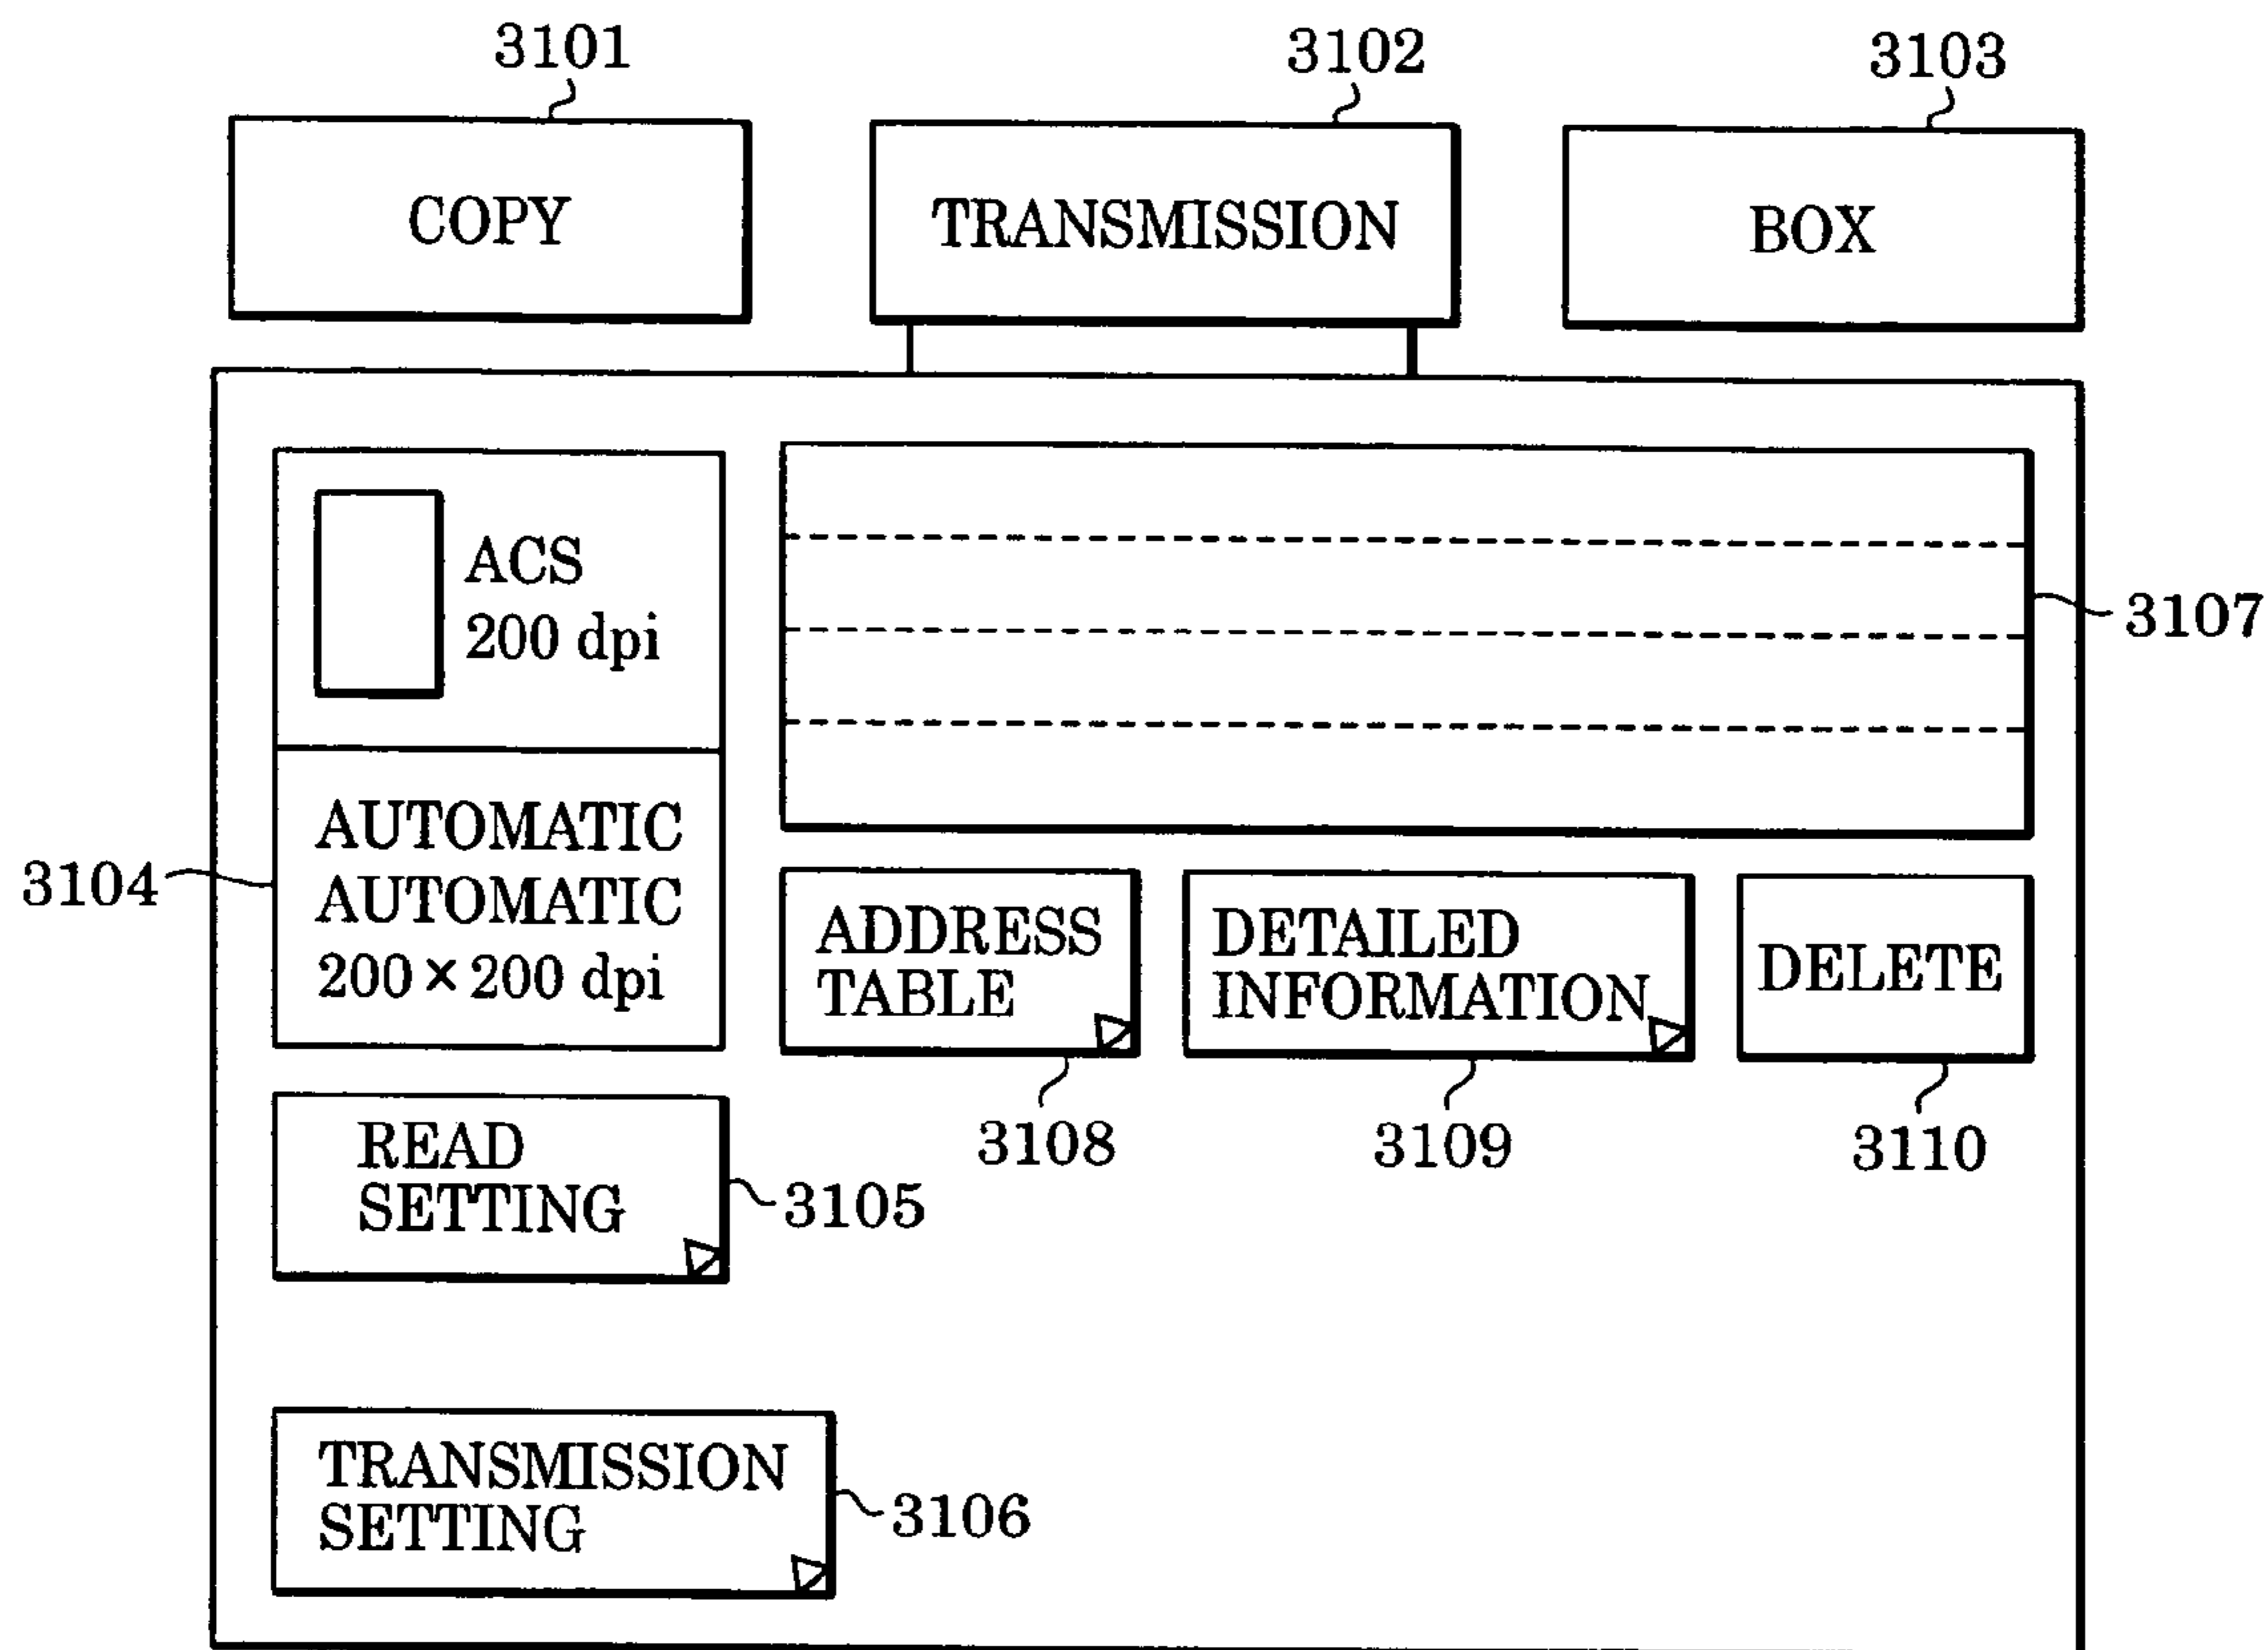 3101
3102
3103
COPY
TRANSMISSION
BOX
ACS
200 dpi
3107
AUTOMATIC
AUTOMATIC
200 × 200 dpi
3104
ADDRESS
TABLE
DETAILED
INFORMATION
DELETE
3108
3109
3110
READ
SETTING
3105
TRANSMISSION
SETTING
3106